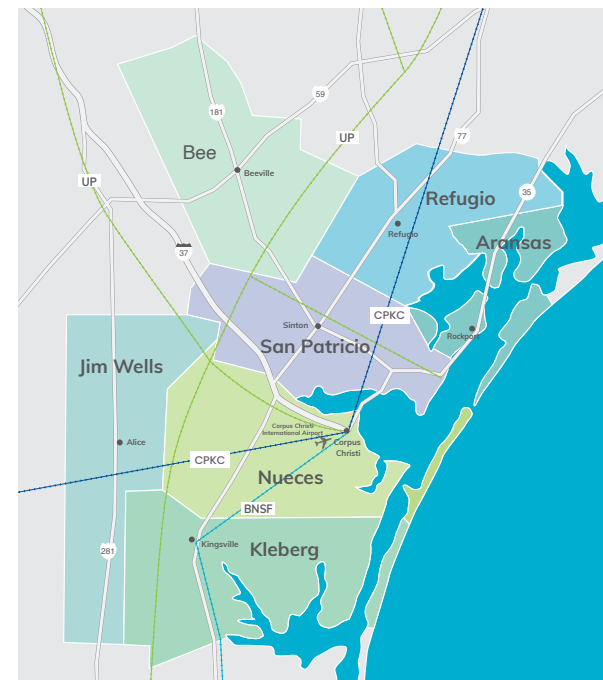 59
181
77
UP
Bee
Beeville
UP
35
Refugio
Refugio
Aransas
37
CPKC
Sinton
San Patricio
Rockport
Jim Wells
Corpus Christi
International Airport
Corpus
Christi
Alice
CPKC
Nueces
BNSF
Kingsville
Kleberg
281